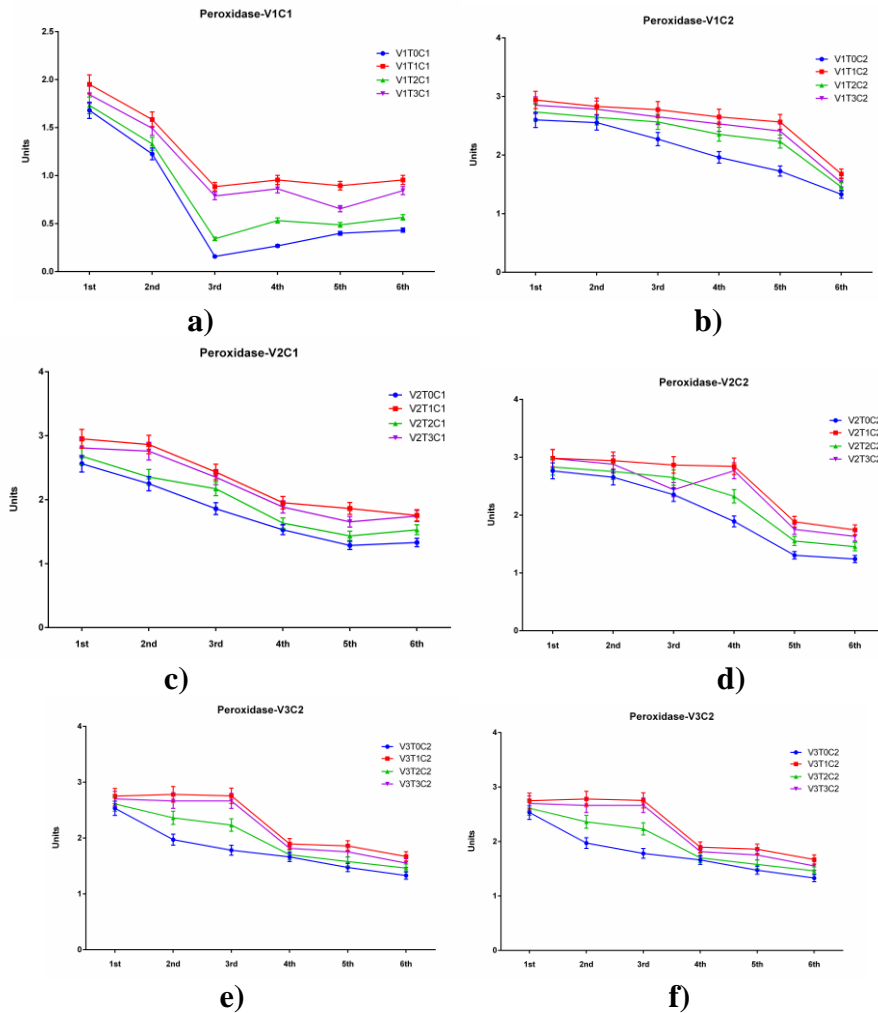 Peroxidase-V1C1
2.5
2.0
1.5
1.0
0.5
0.0
Units
V1T0C1
V1T1C1
V1T2C1
V1T3C1
1st 2nd 3rd 4th 5th 6th
a)
Peroxidase-V1C2
4
3
2
1
0
Units
V1T0C2
V1T1C2
V1T2C2
V1T3C2
1st 2nd 3rd 4th 5th 6th
b)
Peroxidase-V2C1
4
3
2
1
0
Units
V2T0C1
V2T1C1
V2T2C1
V2T3C1
1st 2nd 3rd 4th 5th 6th
c)
Peroxidase-V2C2
4
3
2
1
0
Units
V2T0C2
V2T1C2
V2T2C2
V2T3C2
1st 2nd 3rd 4th 5th 6th
d)
Peroxidase-V3C2
4
3
2
1
0
Units
V3T0C2
V3T1C2
V3T2C2
V3T3C2
1st 2nd 3rd 4th 5th 6th
e)
Peroxidase-V3C2
4
3
2
1
0
Units
V3T0C2
V3T1C2
V3T2C2
V3T3C2
1st 2nd 3rd 4th 5th 6th
f)